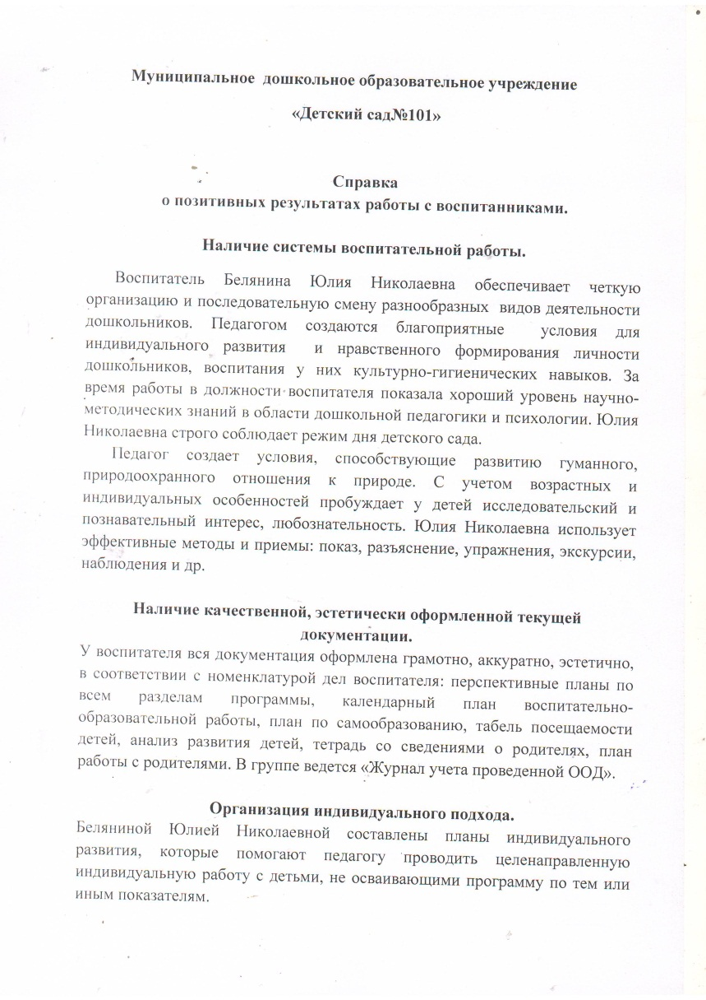 Муниципальное дошкольное образовательное учреждение
«Детский сад№101»
Справка
о позитивных результатах работы с воспитанниками.
Наличие системы воспитательной работы.
Воспитатель Белянина Юлия Николаевна обеспечивает четкую
организацию и последовательную смену разнообразных видов деятельности
дошкольников. Педагогом создаются благоприятные условия для
индивидуального развития и нравственного формирования личности
дошкольников, воспитания у них культурно-гигиенических навыков. За
время работы в должности воспитателя показала хороший уровень научно-
методических знаний в области дошкольной педагогики и психологии. Юлия
Николаевна строго соблюдает режим дня детского сада.
Педагог создает условия, способствующие развитию гуманного,
природоохранного отношения к природе. С учетом возрастных и
индивидуальных особенностей пробуждает у детей исследовательский и
познавательный интерес, любознательность. Юлия Николаевна использует
эффективные методы и приемы: показ, разъяснение, упражнения, экскурсии,
наблюдения и др.
Наличие качественной, эстетически оформленной текущей
документации.
У воспитателя вся документация оформлена грамотно, аккуратно, эстетично,
в соответствии с номенклатурой дел воспитателя: перспективные планы по
всем разделам программы, календарный план воспитательно-
образовательной работы, план по самообразованию, табель посещаемости
детей, анализ развития детей, тетрадь со сведениями о родителях, план
работы с родителями. В группе ведется «Журнал учета проведенной ООД».
Организация индивидуального подхода.
Беляниной Юлией Николаевной составлены планы индивидуального
развития, которые помогают педагогу проводить целенаправленную
индивидуальную работу с детьми, не осваивающими программу по тем или
иным показателям.